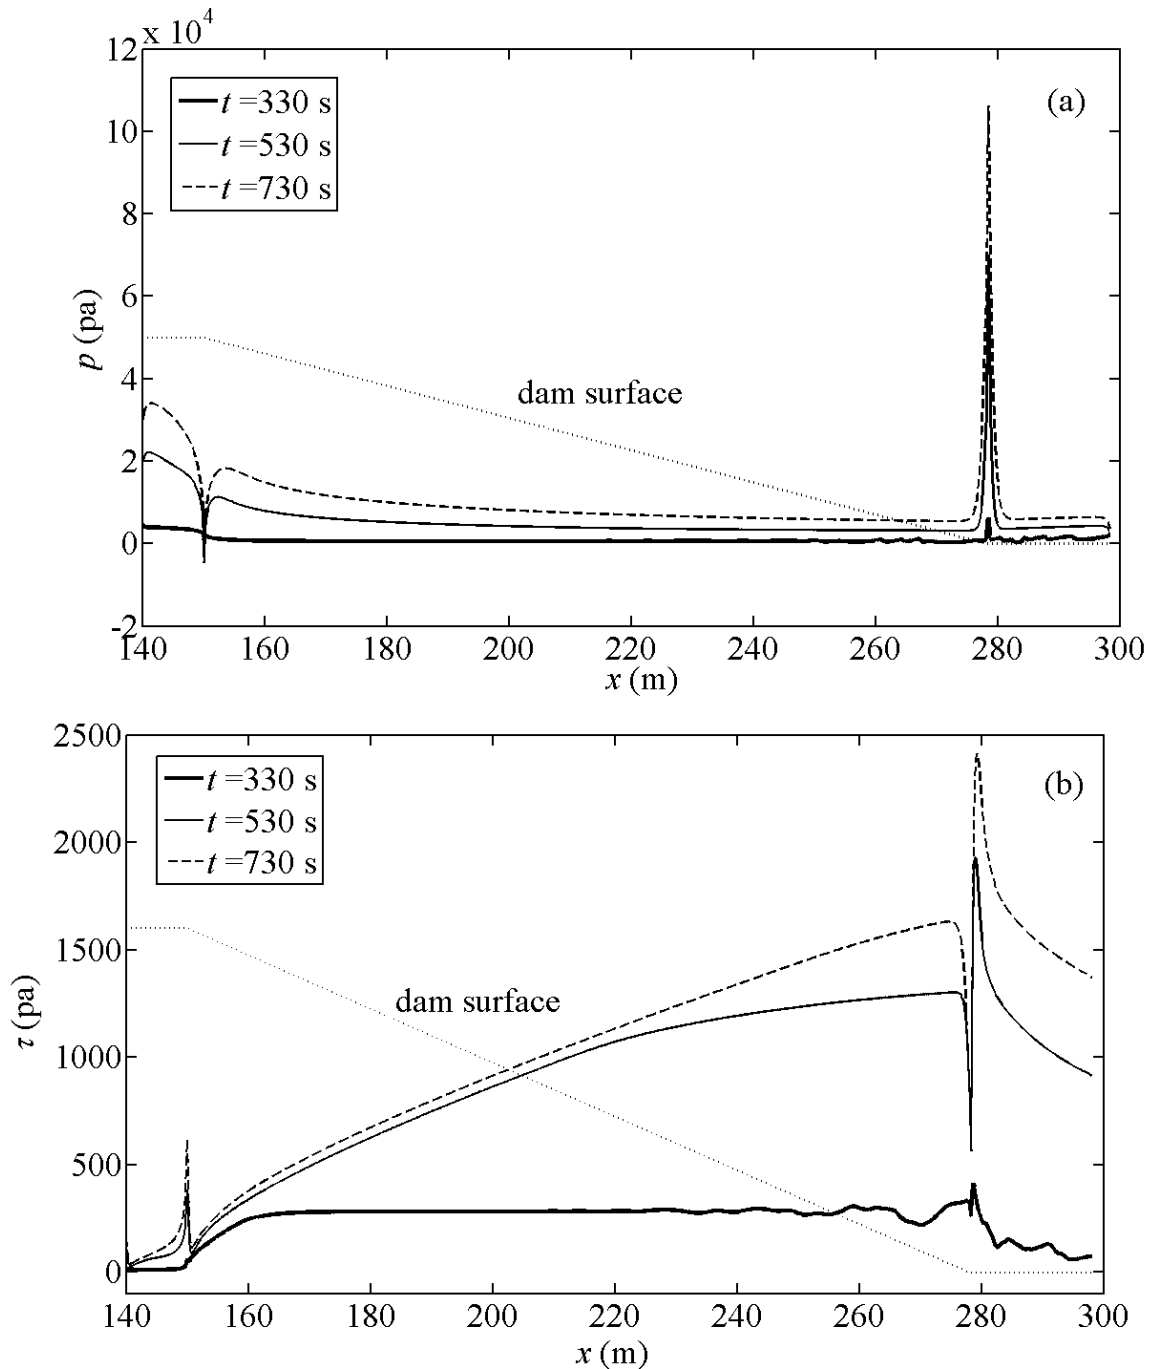 x 10^4
12
10
8
6
4
2
0
-2
p (pa)
t =330 s
t =530 s
t =730 s
(a)
dam surface
140 160 180 200 220 240 260 280 300
x (m)
2500
2000
1500
1000
500
0
τ (pa)
t =330 s
t =530 s
t =730 s
(b)
dam surface
140 160 180 200 220 240 260 280 300
x (m)